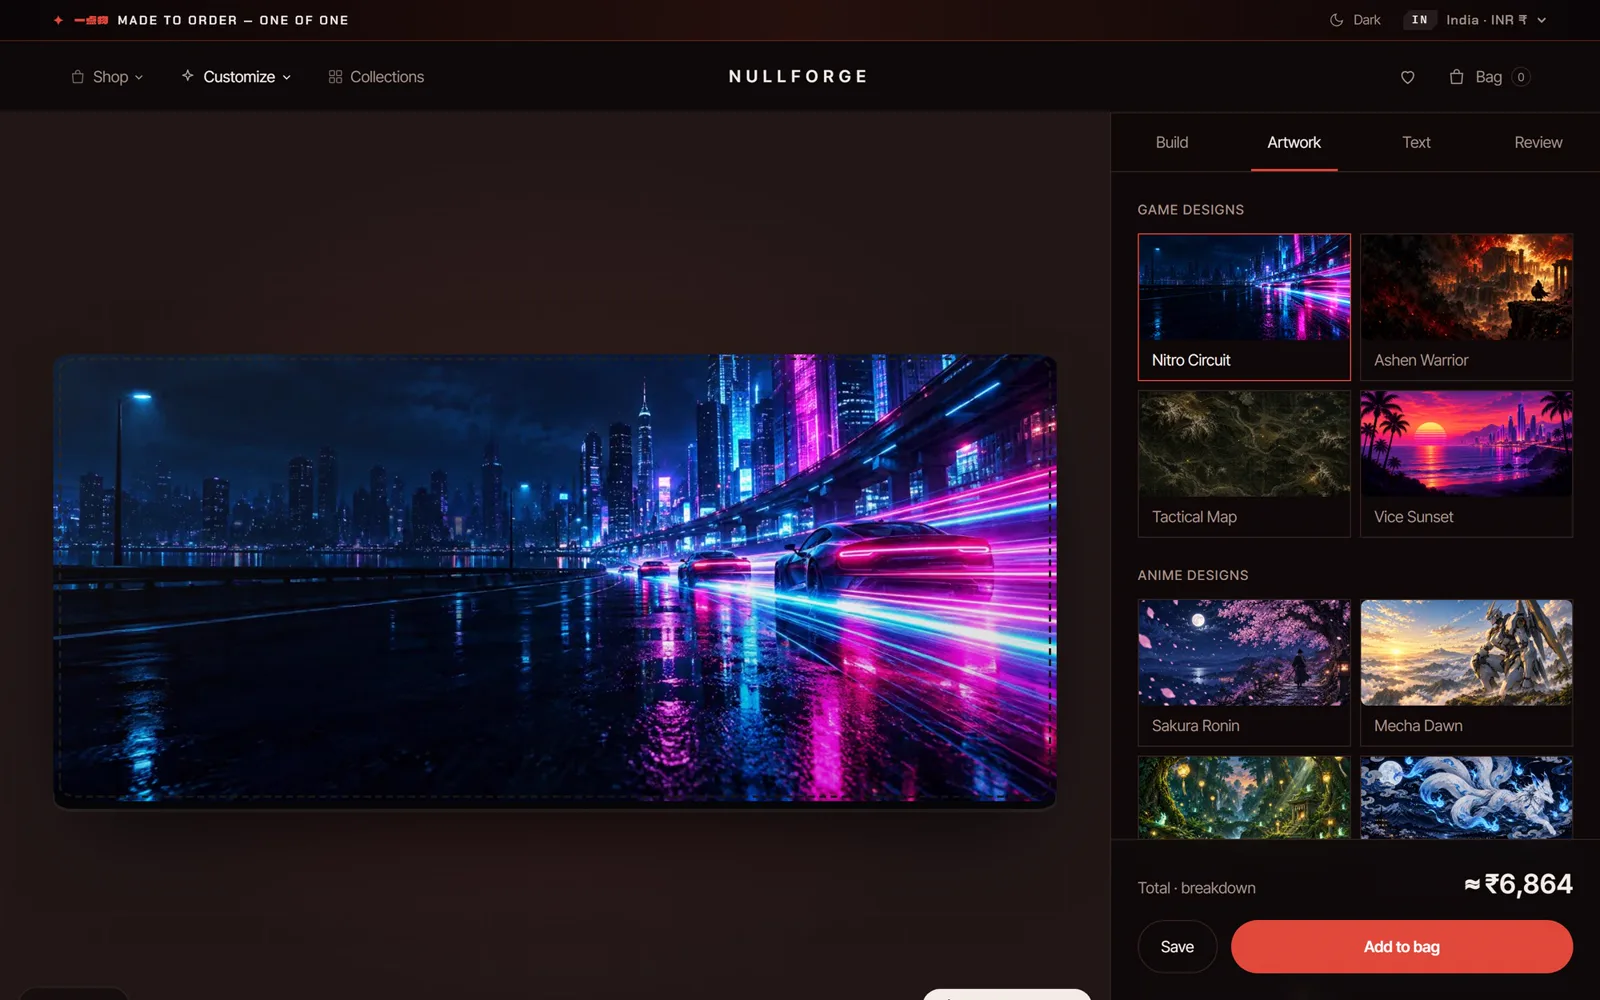 MADE TO ORDER — ONE OF ONE
Dark
IN India · INR ₹
Shop
Customize
Collections
NULLFORGE
Bag 0
Build
Artwork
Text
Review
GAME DESIGNS
Nitro Circuit
Ashen Warrior
Tactical Map
Vice Sunset
ANIME DESIGNS
Sakura Ronin
Mecha Dawn
Total · breakdown
≈ ₹6,864
Save
Add to bag